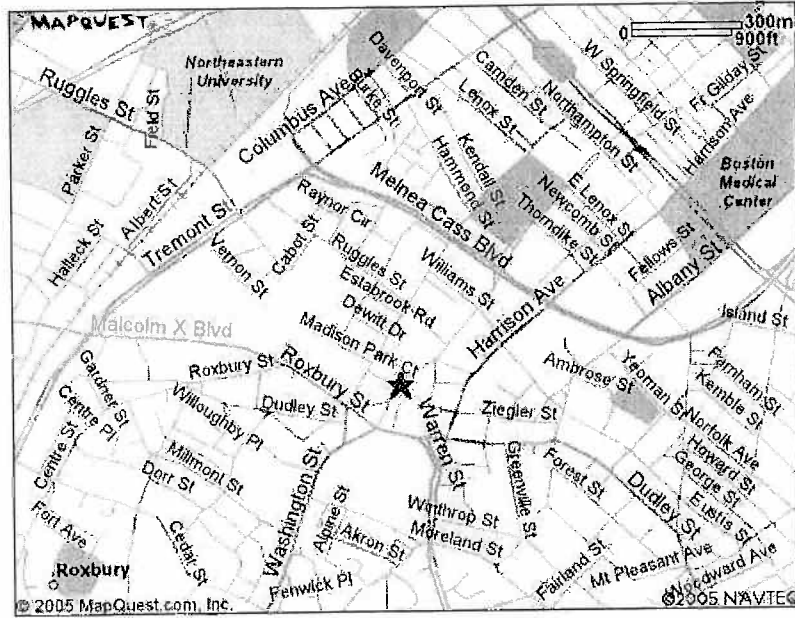 MAPQUEST
300m
0
900ft
Northeastern
University
Ruggles St
Field St
Parker St
Columbus Ave
Burke St
Davenport St
Camden St
Lenox St
W Springfield St
Northampton St
Fr Gilday St
Harrison Ave
Boston
Medical
Center
Halleck St
Albert St
Tremont St
Kendall St
Hammond St
Melnea Cass Blvd
E Lenox St
Newcomb St
Thorndike St
Fellows St
Albany St
Raynor Cir
Vernon St
Cabot St
Ruggles St
Estabrook Rd
Williams St
Harrison Ave
Island St
Dewitt Dr
Malcolm X Blvd
Madison Park Ct
Roxbury St
Roxbury St
Ambrose St
Yeoman St
Farnham St
Kemble St
Gardner St
Centre Pl
Willoughby Pl
Dudley St
Warren St
Ziegler St
Norfolk Ave
Howard St
George St
Eustis St
Centre St
Millmont St
Dorr St
Washington St
Greenville St
Forest St
Dudley St
Fort Ave
Cedar St
Alpine St
Akron St
Winthrop St
Moreland St
Fairland St
Mt Pleasant Ave
Woodward Ave
Roxbury
Fenwick Pl
© 2005 MapQuest.com, Inc.
©2005 NAVTEQ